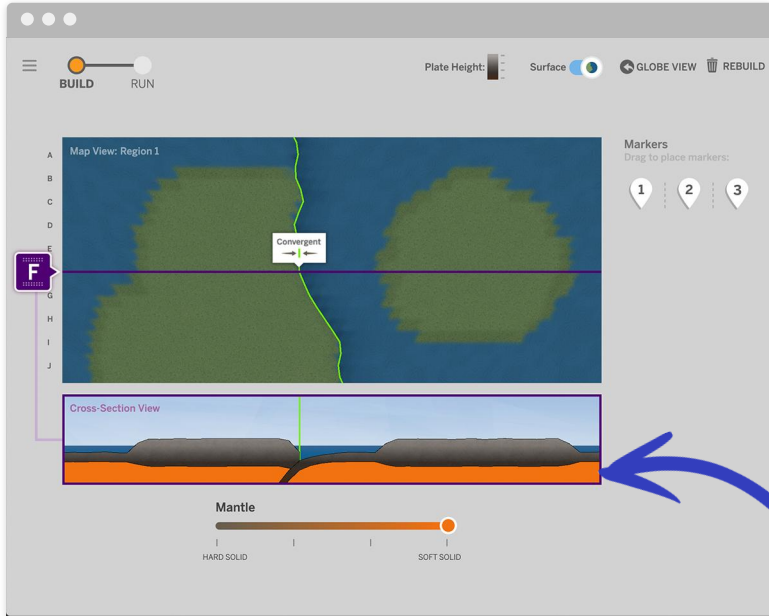 Plate Height:
Surface
GLOBE VIEW
REBUILD
BUILD
RUN
Map View: Region 1
Markers
Drag to place markers:
1
2
3
A
B
C
D
E
F
G
H
I
J
Convergent
Cross-Section View
Mantle
HARD SOLID
SOFT SOLID